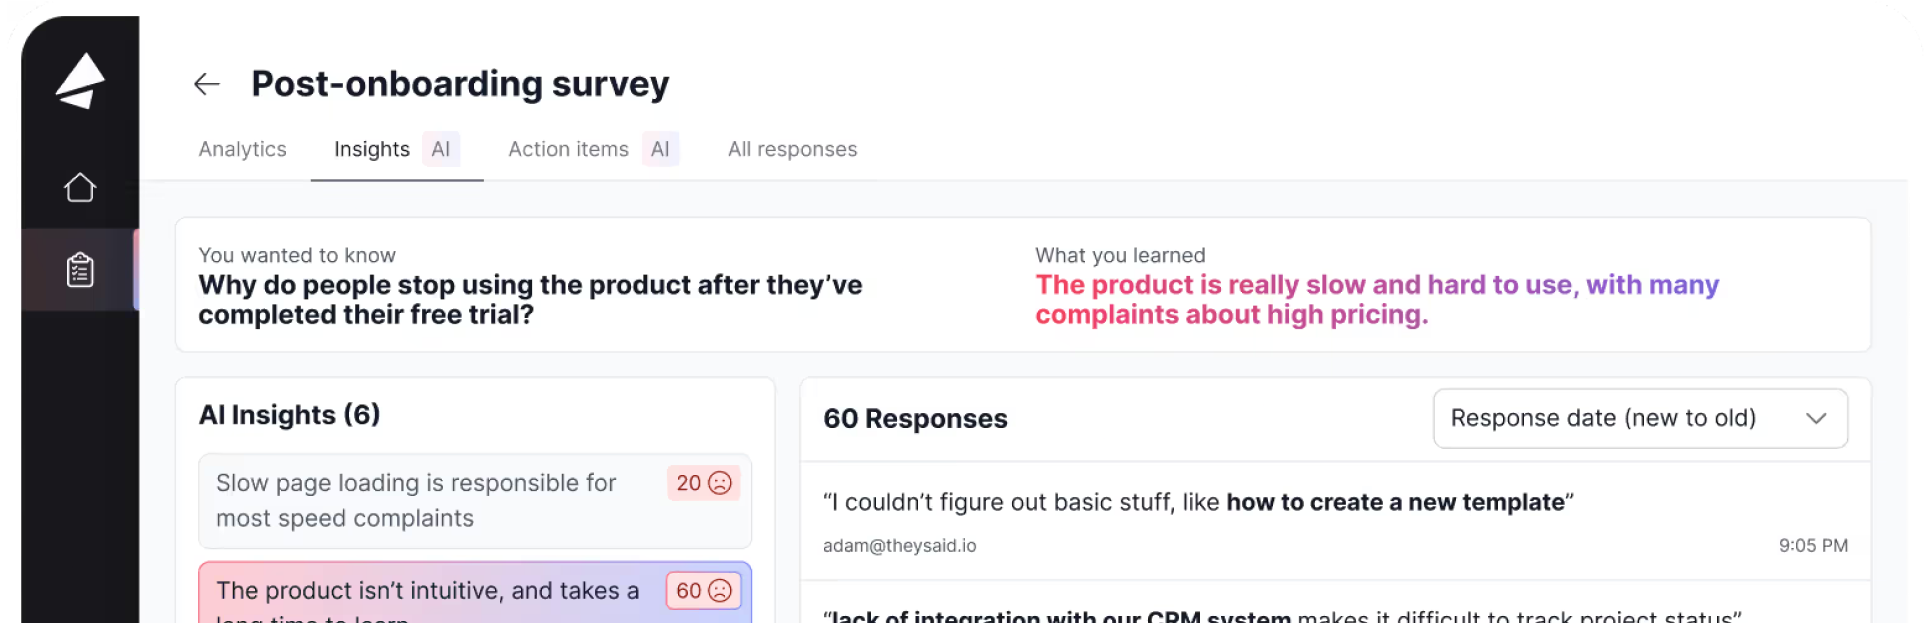 Post-onboarding survey
Analytics
Insights AI
Action items AI
All responses
You wanted to know
Why do people stop using the product after they’ve
completed their free trial?
What you learned
The product is really slow and hard to use, with many
complaints about high pricing.
AI Insights (6)
Slow page loading is responsible for
most speed complaints
20
The product isn’t intuitive, and takes a
long time to learn
60
60 Responses
Response date (new to old)
“I couldn’t figure out basic stuff, like how to create a new template”
adam@theysaid.io
9:05 PM
“lack of integration with our CRM system makes it difficult to track project status”